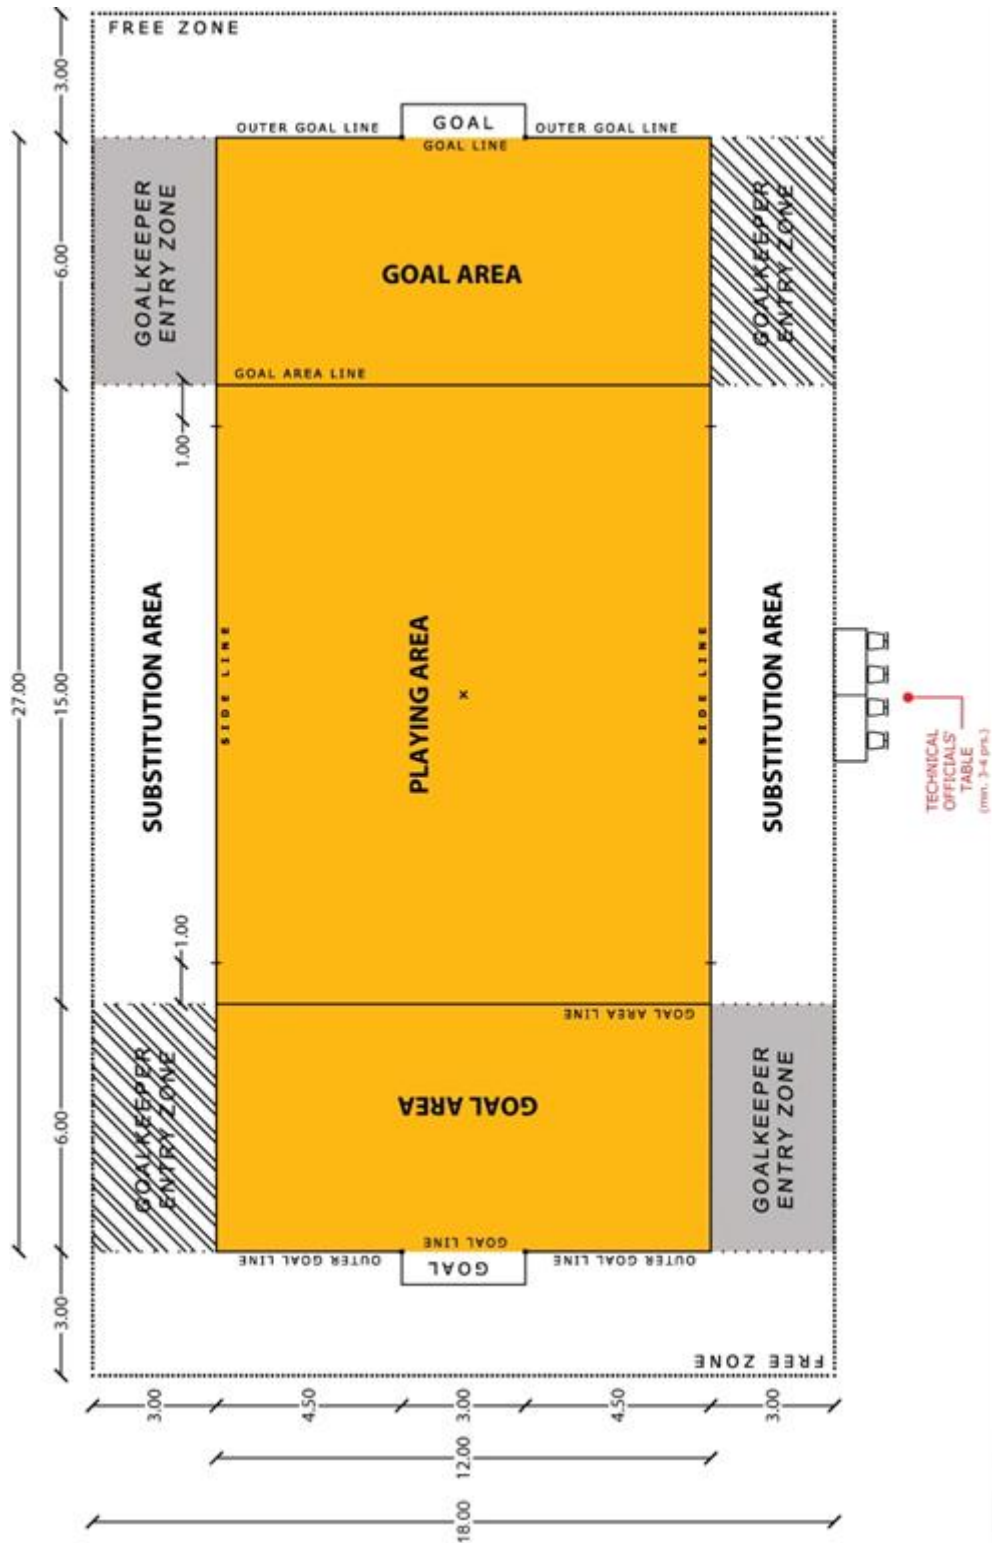 FREE ZONE
3.00
OUTER GOAL LINE
GOAL
OUTER GOAL LINE
GOAL LINE
GOALKEEPER
ENTRY ZONE
6.00
GOAL AREA
GOALKEEPER
ENTRY ZONE
GOAL AREA LINE
1.00
SUBSTITUTION AREA
SIDE LINE
PLAYING AREA
x
SIDE LINE
SUBSTITUTION AREA
27.00
15.00
TECHNICAL
OFFICIALS'
TABLE
(min. 3-4 prs.)
1.00
GOAL AREA LINE
GOALKEEPER
ENTRY ZONE
6.00
GOAL AREA
GOALKEEPER
ENTRY ZONE
GOAL LINE
OUTER GOAL LINE
GOAL
OUTER GOAL LINE
3.00
FREE ZONE
3.00
4.50
3.00
4.50
3.00
12.00
18.00